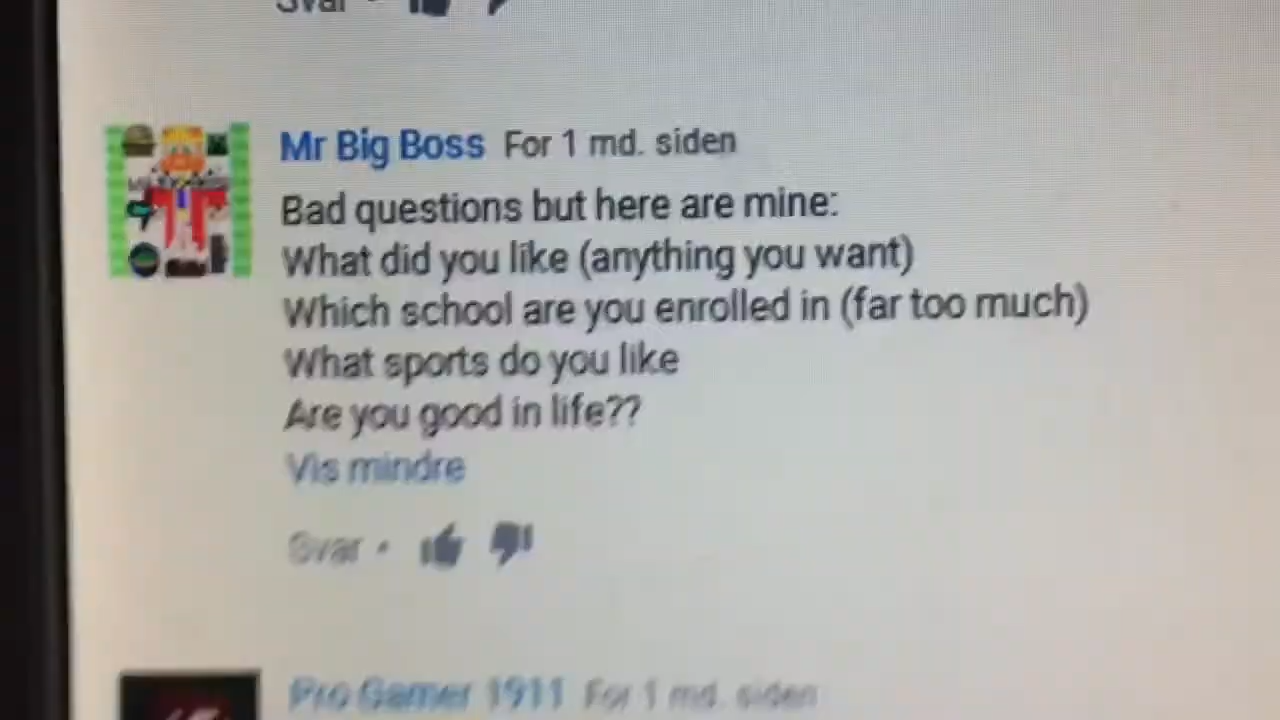 Svar •
Mr Big Boss For 1 md. siden
Bad questions but here are mine:
What did you like (anything you want)
Which school are you enrolled in (far too much)
What sports do you like
Are you good in life??
Vis mindre
Svar •
Pro Gamer 1911 For 1 md. siden